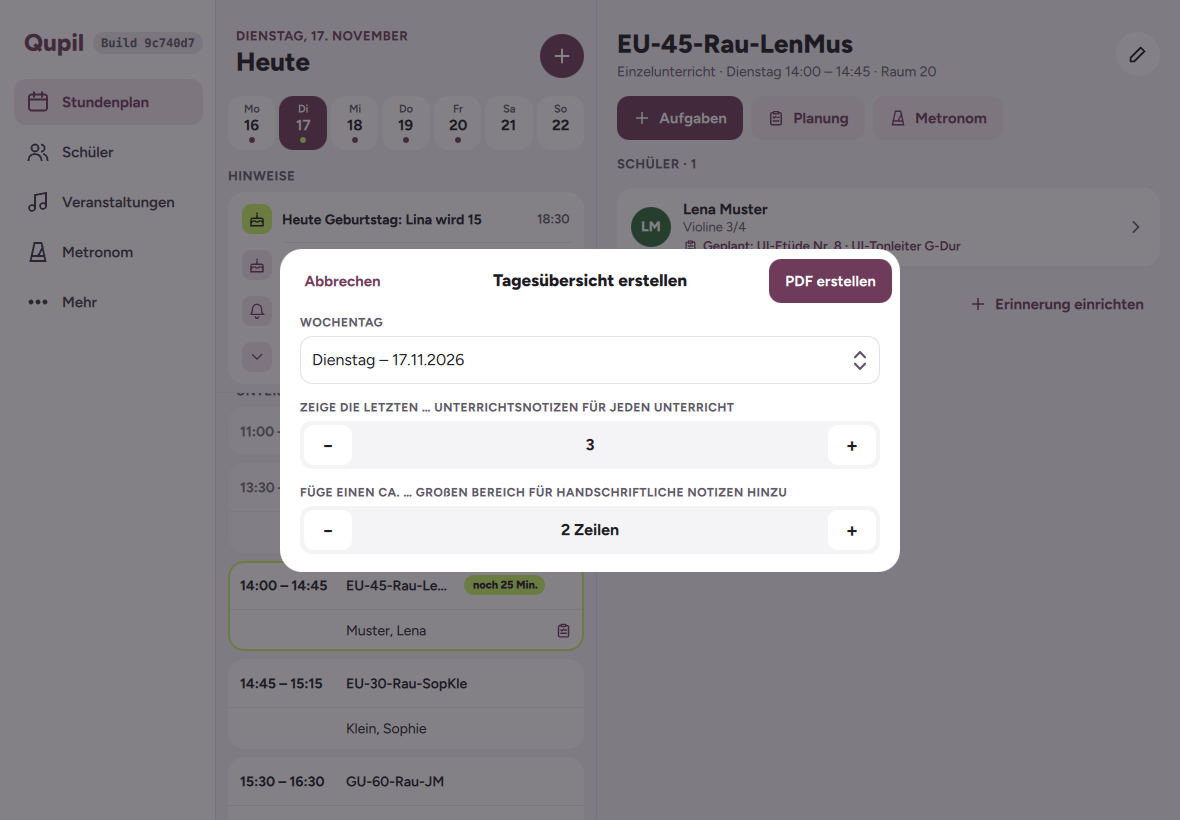 Qupil Build 9c740d7
Stundenplan
Schüler
Veranstaltungen
Metronom
Mehr
DIENSTAG, 17. NOVEMBER
Heute
Mo Di Mi Do Fr Sa So
16 17 18 19 20 21 22
HINWEISE
Heute Geburtstag: Lina wird 15 18:30
11:00
13:30
14:00 – 14:45 EU-45-Rau-Le... noch 25 Min.
Muster, Lena
14:45 – 15:15 EU-30-Rau-SopKle
Klein, Sophie
15:30 – 16:30 GU-60-Rau-JM
EU-45-Rau-LenMus
Einzelunterricht · Dienstag 14:00 – 14:45 · Raum 20
+ Aufgaben
Planung
Metronom
SCHÜLER · 1
LM
Lena Muster
Violine 3/4
Geplant: UI-Etüde Nr. 8 · UI-Tonleiter G-Dur
+ Erinnerung einrichten
Abbrechen
Tagesübersicht erstellen
PDF erstellen
WOCHENTAG
Dienstag – 17.11.2026
ZEIGE DIE LETZTEN ... UNTERRICHTSNOTIZEN FÜR JEDEN UNTERRICHT
– 3 +
FÜGE EINEN CA. ... GROßEN BEREICH FÜR HANDSCHRIFTLICHE NOTIZEN HINZU
– 2 Zeilen +